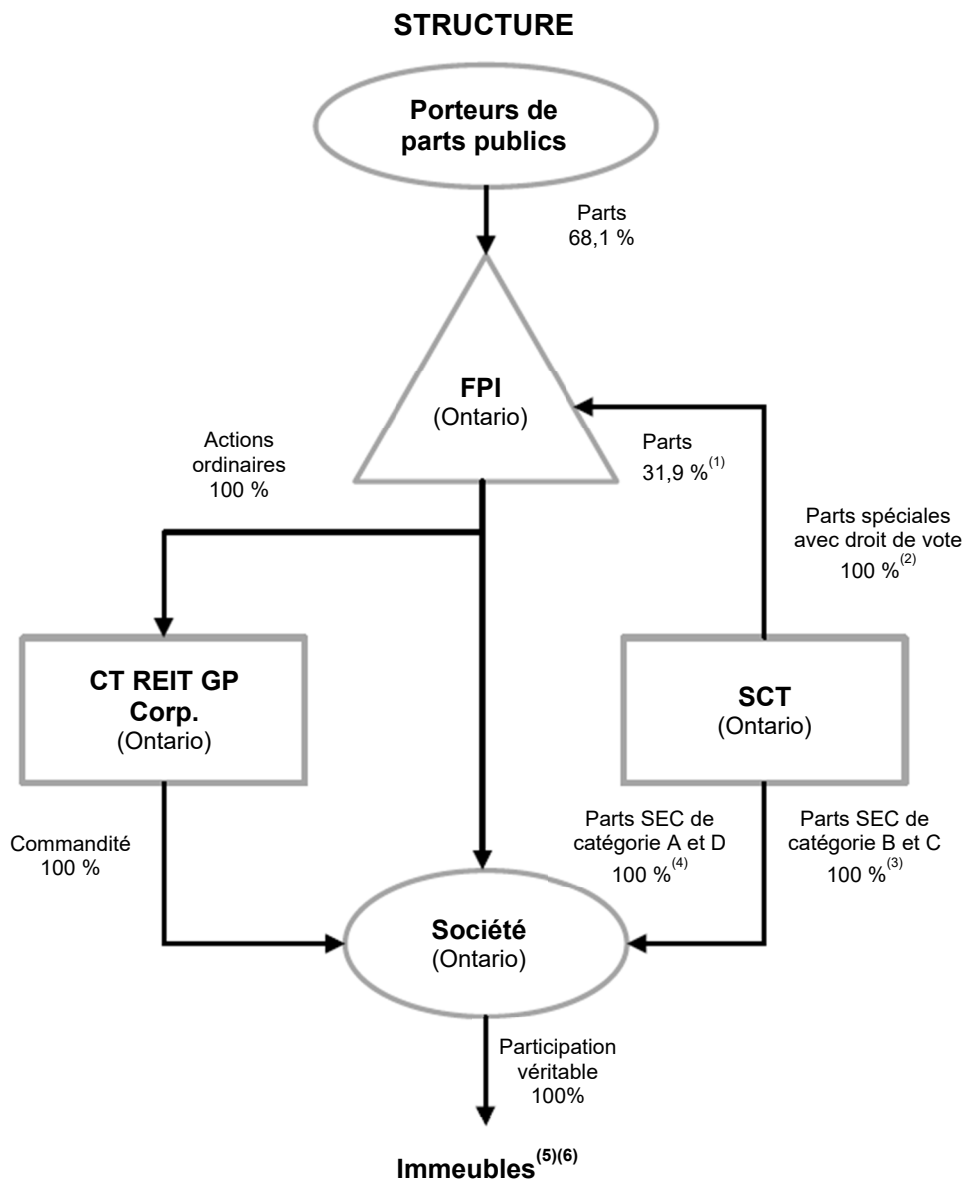 STRUCTURE
Porteurs de
parts publics
Parts
68,1 %
FPI
(Ontario)
Actions
ordinaires
100 %
Parts
31,9 %(1)
Parts spéciales
avec droit de vote
100 %(2)
CT REIT GP
Corp.
(Ontario)
SCT
(Ontario)
Commandité
100 %
Parts SEC de
catégorie A et D
100 %(4)
Parts SEC de
catégorie B et C
100 %(3)
Société
(Ontario)
Participation
véritable
100%
Immeubles(5)(6)